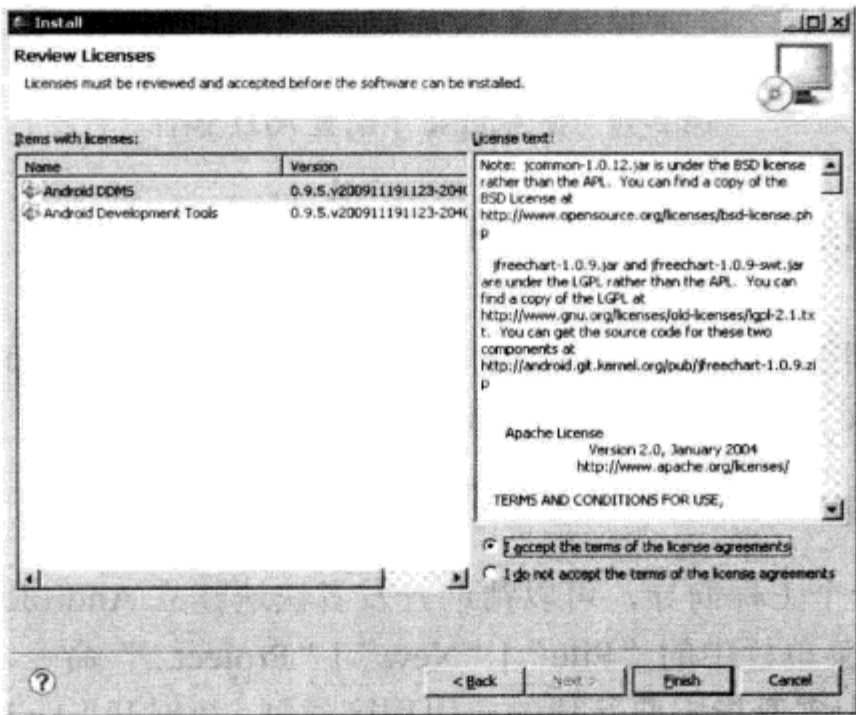 Install
Review Licenses
Licenses must be reviewed and accepted before the software can be installed.
Items with licenses:
License text:
Name Version
Android DDMS 0.9.5.v200911191123-2040
Android Development Tools 0.9.5.v200911191123-2040
Note: jcommon-1.0.12.jar is under the BSD license
rather than the APL. You can find a copy of the
BSD License at
http://www.opensource.org/licenses/bsd-license.ph
p
jfreechart-1.0.9.jar and jfreechart-1.0.9-swt.jar
are under the LGPL rather than the APL. You can
find a copy of the LGPL at
http://www.gnu.org/licenses/old-licenses/lgpl-2.1.tx
t. You can get the source code for these two
components at
http://android.git.kernel.org/pub/jfreechart-1.0.9.zi
p
Apache License
Version 2.0, January 2004
http://www.apache.org/licenses/
TERMS AND CONDITIONS FOR USE,
I accept the terms of the license agreements
I do not accept the terms of the license agreements
? < Back Next > Finish Cancel